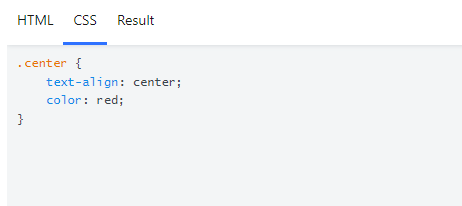 HTML CSS Result
.center {
    text-align: center;
    color: red;
}